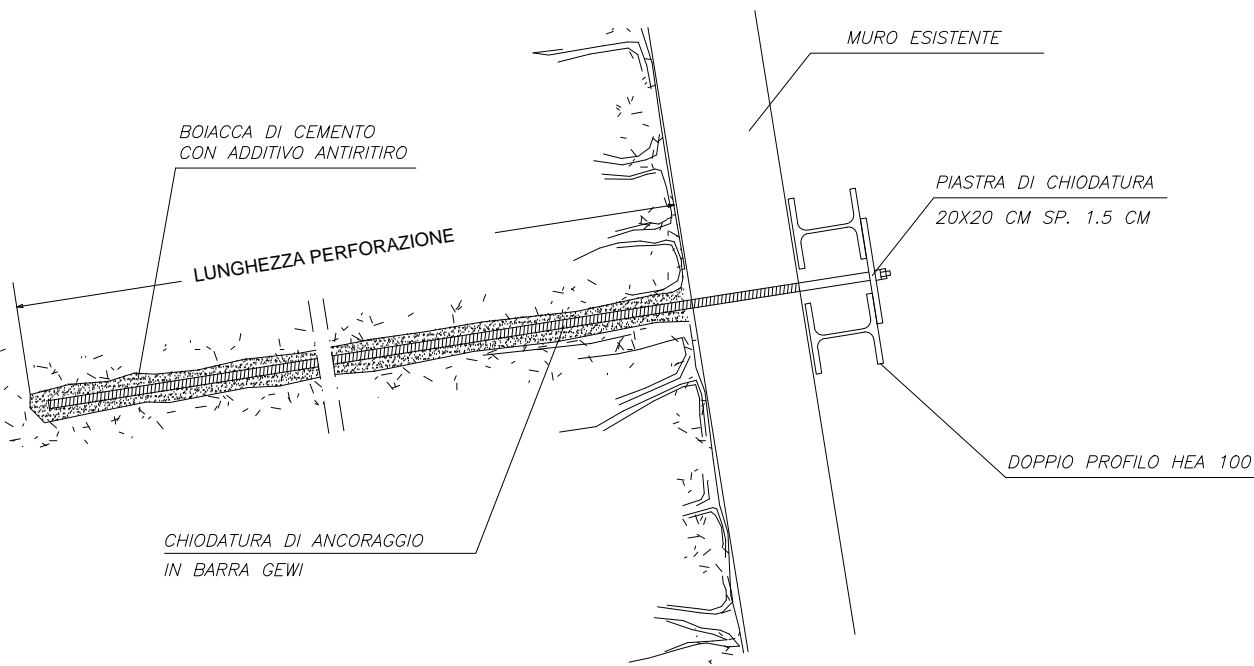 MURO ESISTENTE
BOIACCA DI CEMENTO
CON ADDITIVO ANTIRITIRO
PIASTRA DI CHIODATURA
20X20 CM SP. 1.5 CM
LUNGHEZZA PERFORAZIONE
DOPPIO PROFILO HEA 100
CHIODATURA DI ANCORAGGIO
IN BARRA GEWI